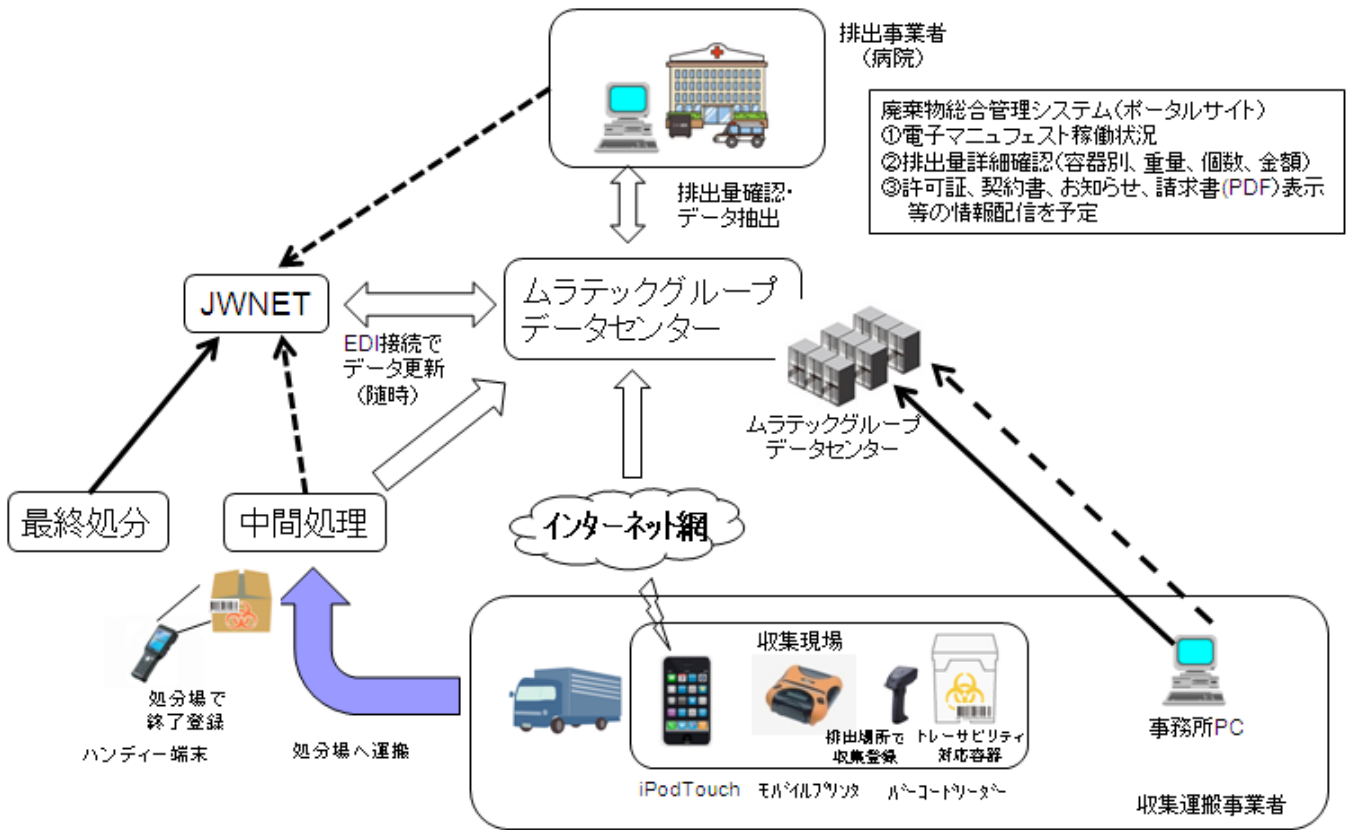 排出事業者
(病院)
廃棄物総合管理システム(ポータルサイト)
①電子マニュフェスト稼働状況
②排出量詳細確認(容器別、重量、個数、金額)
③許可証、契約書、お知らせ、請求書(PDF)表示
等の情報配信を予定
排出量確認・
データ抽出
JWNET
ムラテックグループ
データセンター
EDI接続で
データ更新
(随時)
ムラテックグループ
データセンター
最終処分
中間処理
インターネット網
収集現場
処分場で
終了登録
ハンディー端末
処分場へ運搬
排出場所で
収集登録
トレーサビリティ
対応容器
事務所PC
iPodTouch
モバイルプリンタ
バーコードリーダー
収集運搬事業者